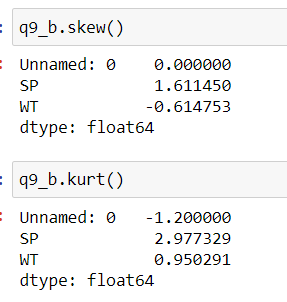 q9_b.skew()
Unnamed: 0    0.000000
SP            1.611450
WT           -0.614753
dtype: float64
q9_b.kurt()
Unnamed: 0   -1.200000
SP            2.977329
WT            0.950291
dtype: float64